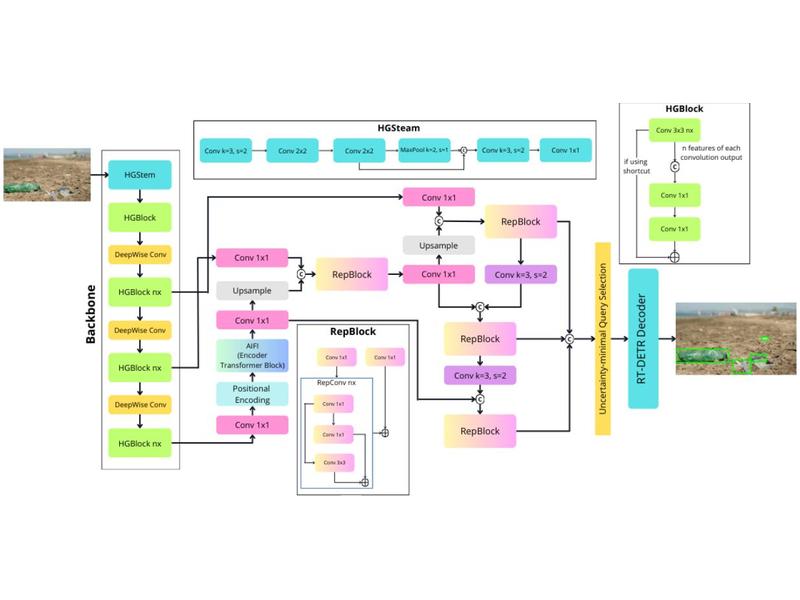 HGSteam
Conv k=3, s=2
Conv 2x2
Conv 2x2
MaxPool k=2, s=1
C
Conv k=3, s=2
Conv 1x1
HGBlock
Conv 3x3 nx
n features of each
convolution output
if using
shortcut
C
Conv 1x1
Conv 1x1
Backbone
HGStem
HGBlock
DeepWise Conv
HGBlock nx
DeepWise Conv
HGBlock nx
DeepWise Conv
HGBlock nx
Conv 1x1
Upsample
Conv 1x1
AIFI
(Encoder
Transformer Block)
Positional
Encoding
Conv 1x1
C
RepBlock
Conv 1x1
C
Upsample
Conv 1x1
RepBlock
Conv k=3, s=2
C
RepBlock
Conv k=3, s=2
C
RepBlock
C
RepBlock
Conv 1x1
Conv 1x1
RepConv nx
Conv 1x1
Conv 1x1
Conv 3x3
Uncertainty-minimal Query Selection
RT-DETR Decoder